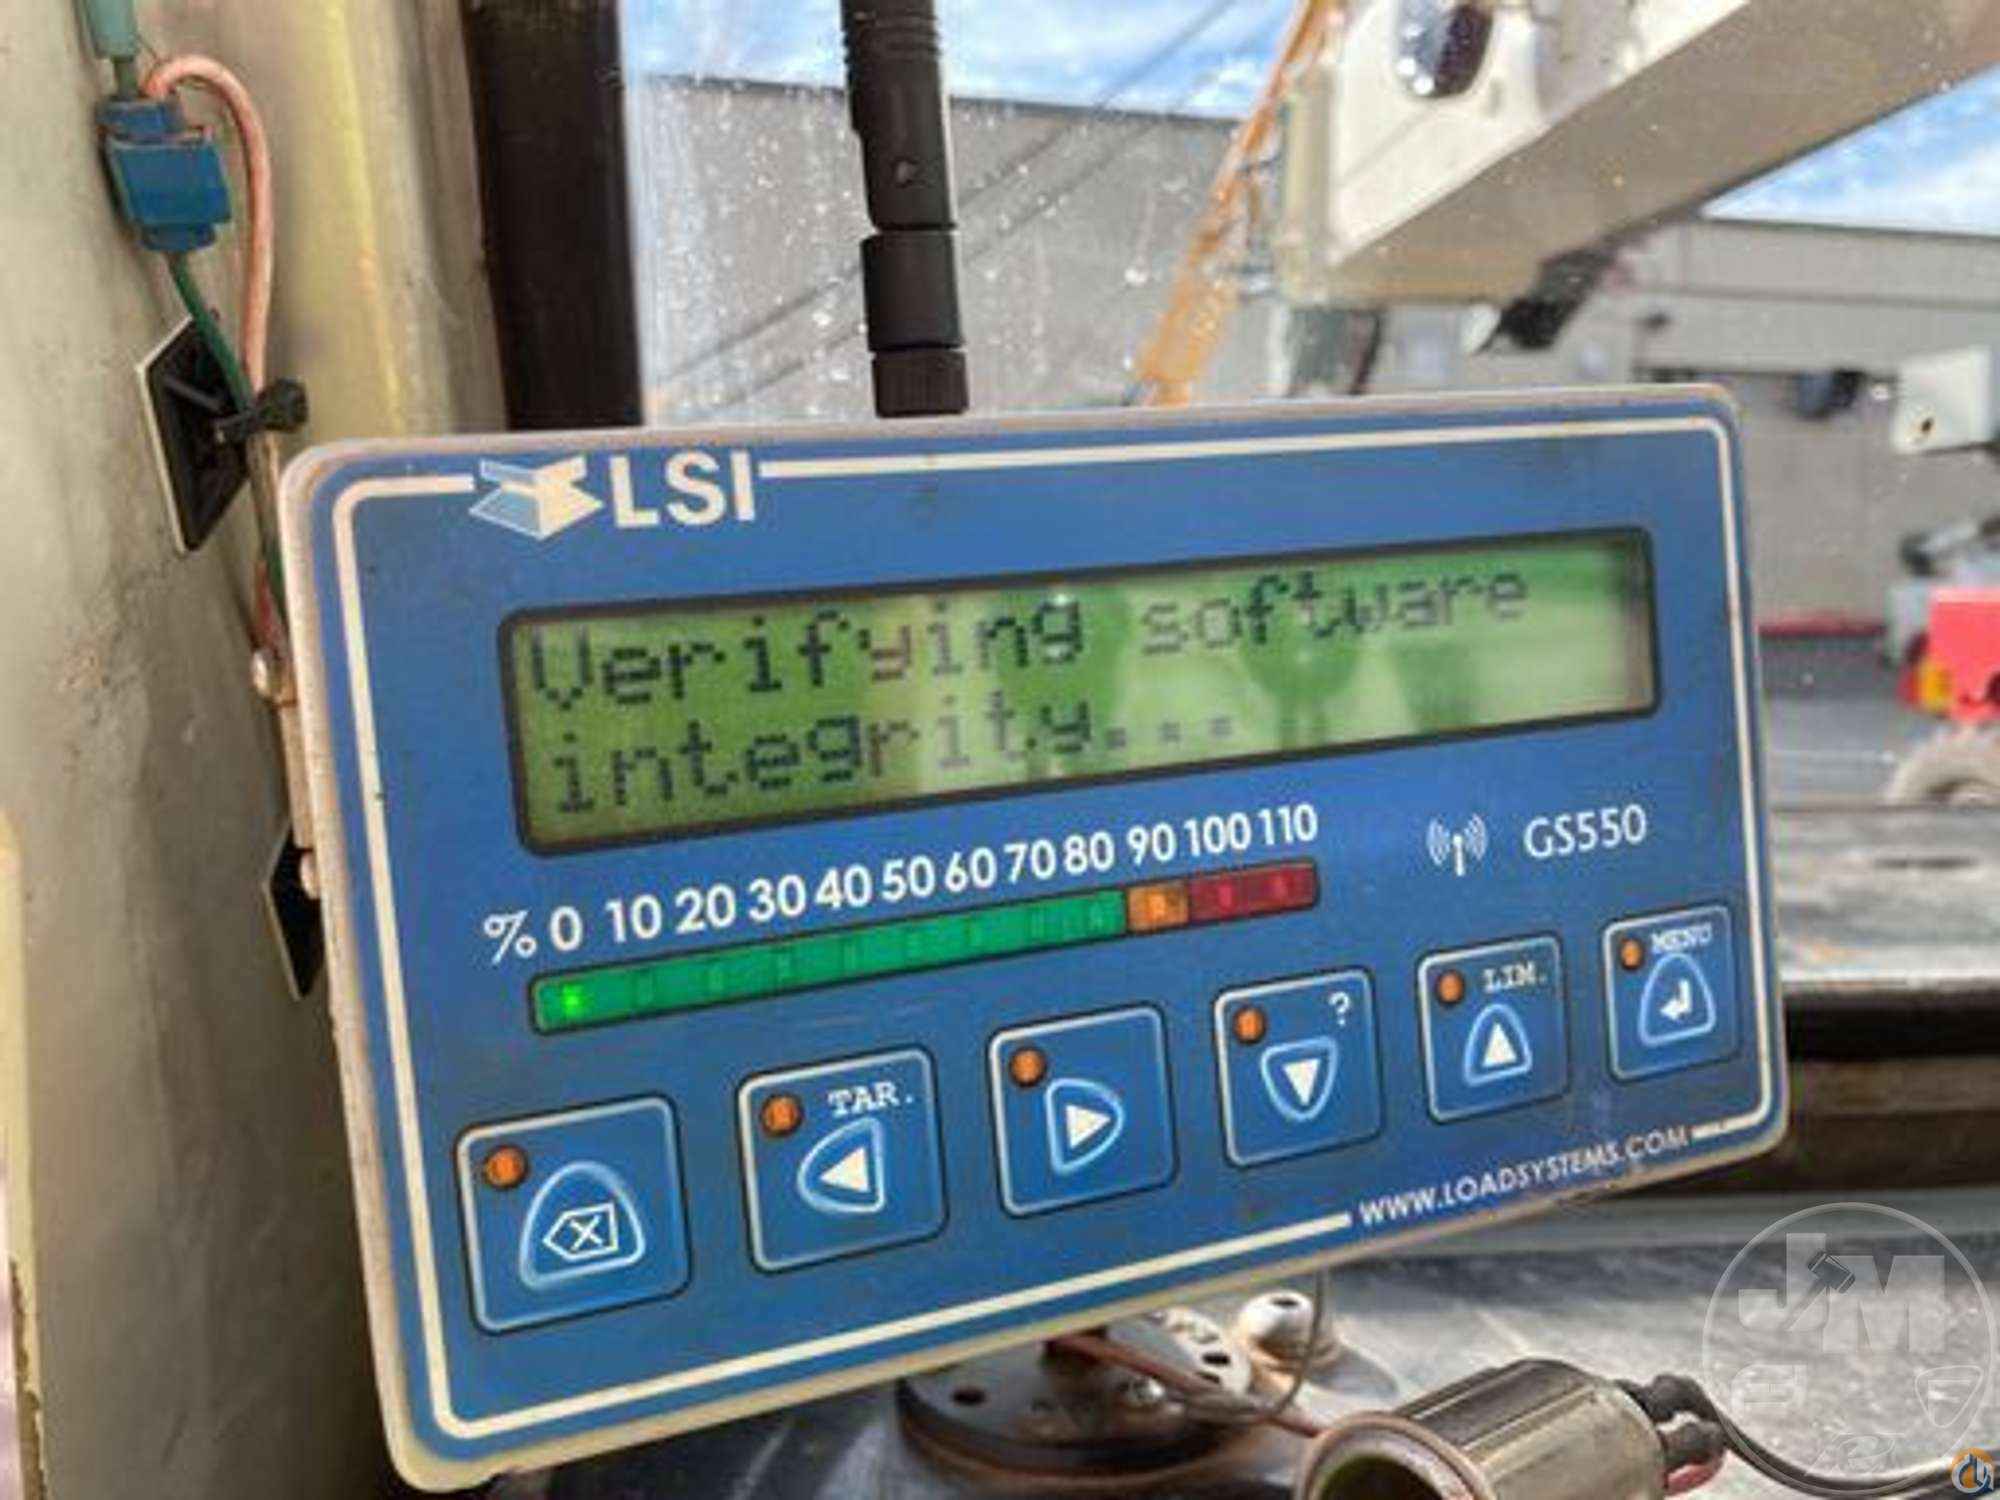 LSI
Verifying software
integrity...
% 0 10 20 30 40 50 60 70 80 90 100 110
GS550
TAR.
?
LIM.
MENU
WWW.LOADSYSTEMS.COM
JM